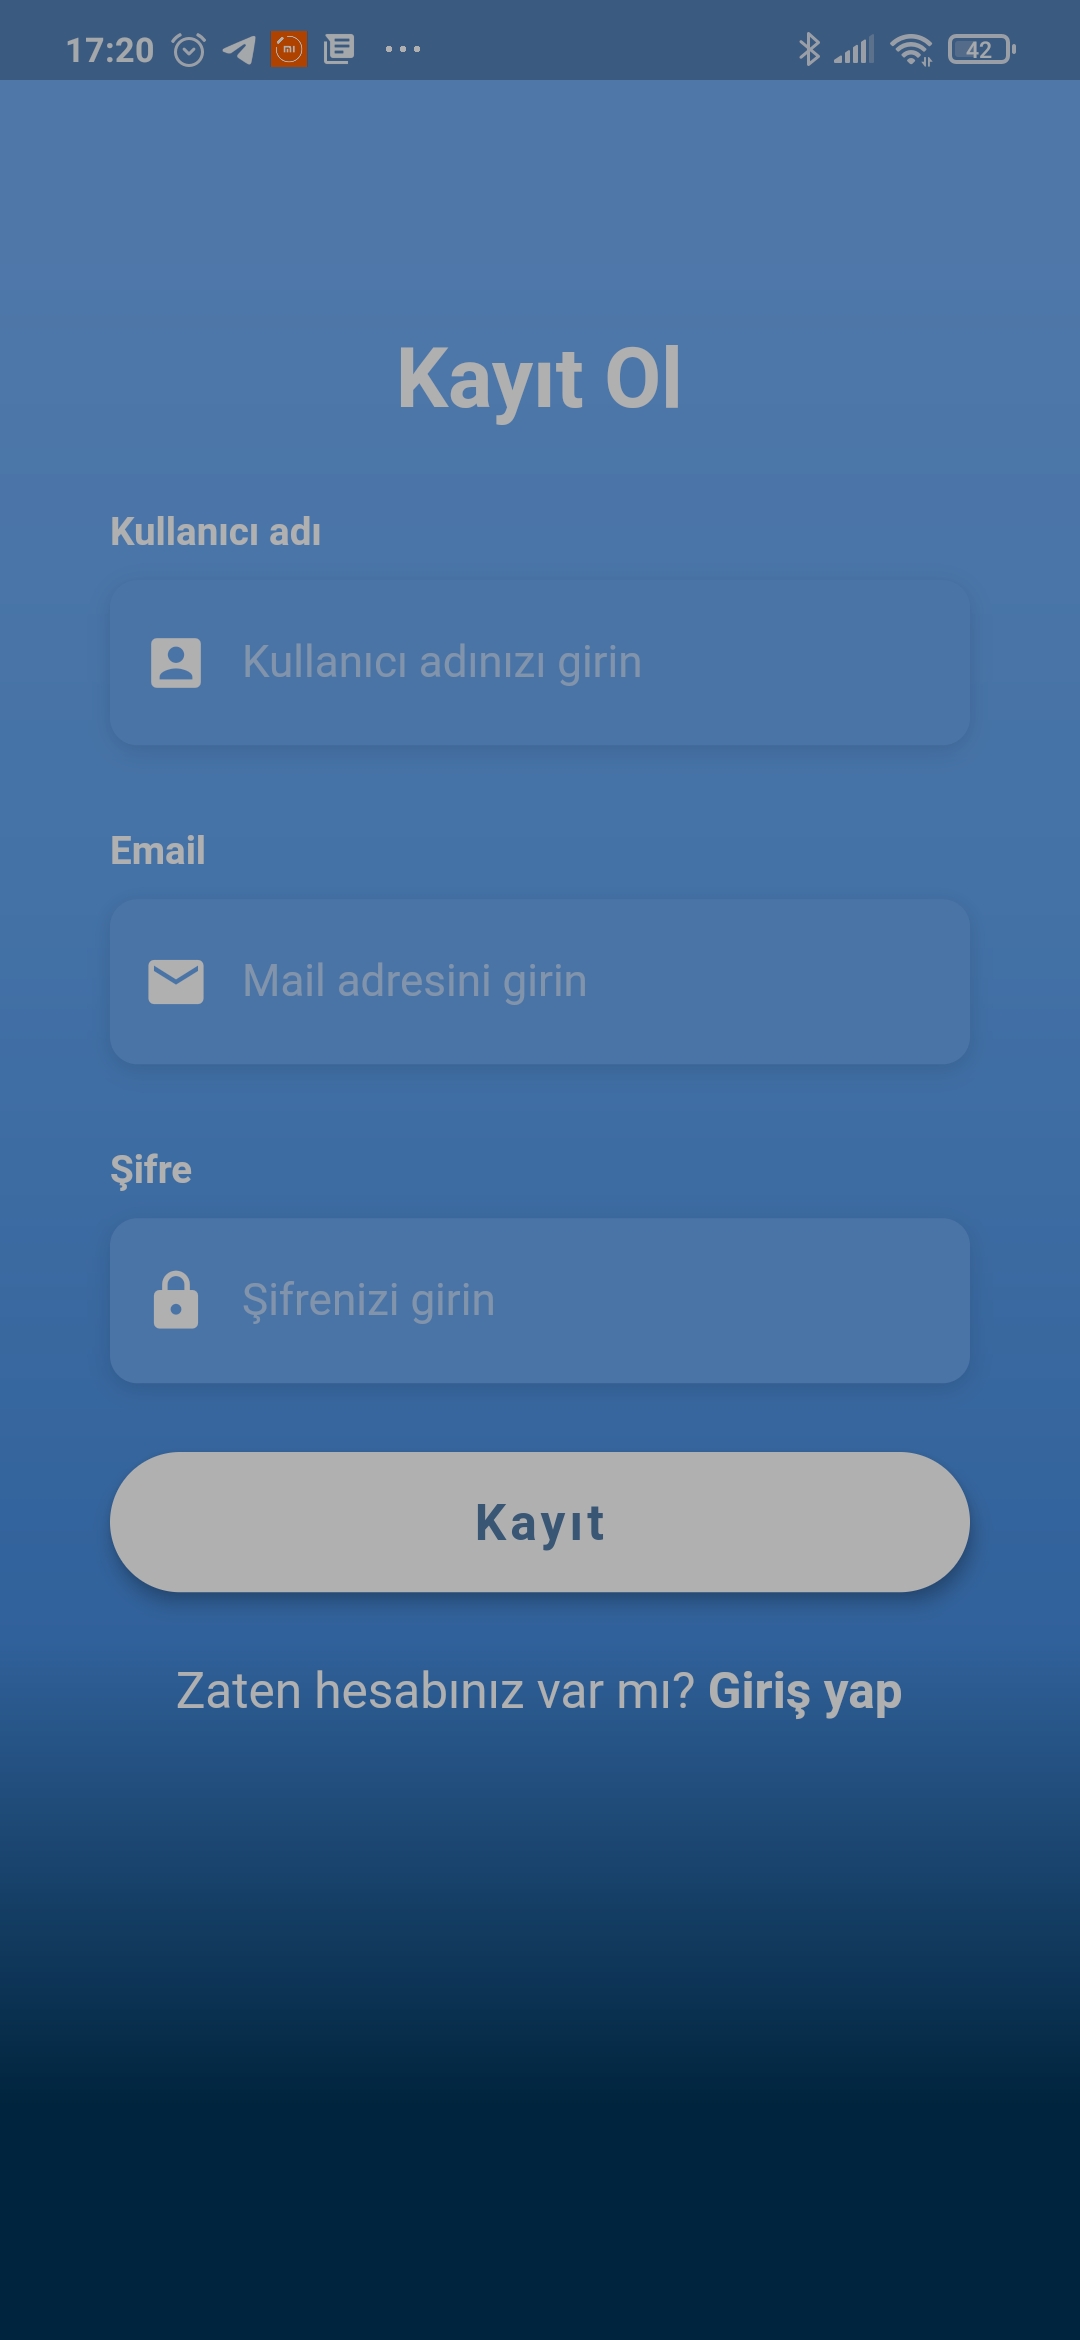 17:20 42
Kayıt Ol
Kullanıcı adı
Kullanıcı adınızı girin
Email
Mail adresini girin
Şifre
Şifrenizi girin
Kayıt
Zaten hesabınız var mı? Giriş yap